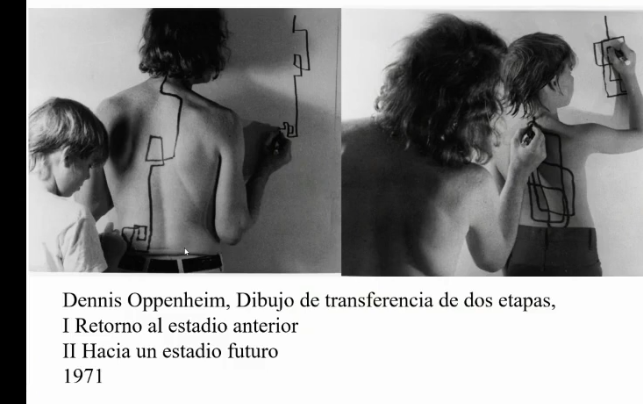 Dennis Oppenheim, Dibujo de transferencia de dos etapas,
I Retorno al estadio anterior
II Hacia un estadio futuro
1971